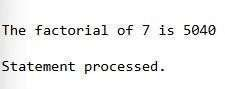 The factorial of 7 is 5040
Statement processed.